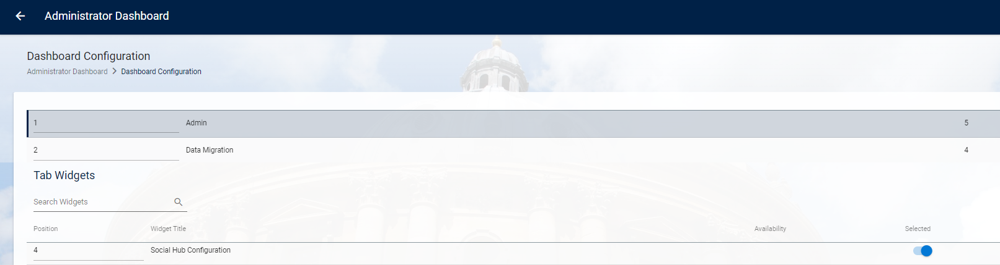 Administrator Dashboard
Dashboard Configuration
Administrator Dashboard > Dashboard Configuration
1 Admin 5
2 Data Migration 4
Tab Widgets
Search Widgets
Position Widget Title Availability Selected
4 Social Hub Configuration